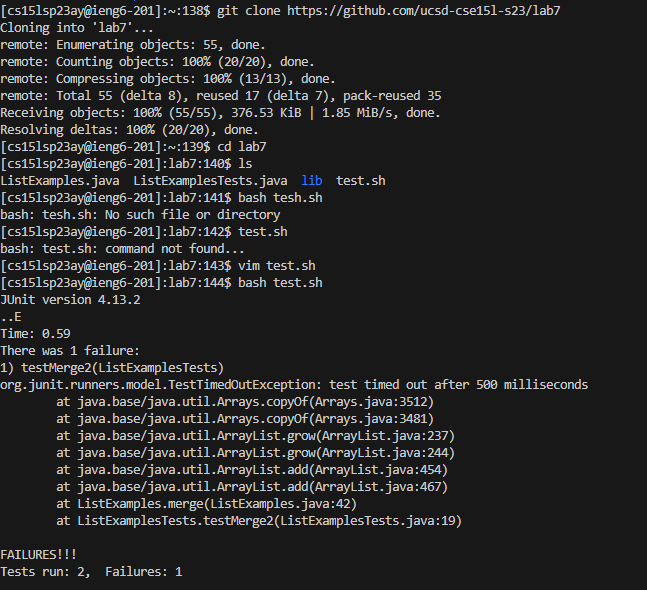 [cs15lsp23ay@ieng6-201]:~:138$ git clone https://github.com/ucsd-cse15l-s23/lab7
Cloning into 'lab7'...
remote: Enumerating objects: 55, done.
remote: Counting objects: 100% (20/20), done.
remote: Compressing objects: 100% (13/13), done.
remote: Total 55 (delta 8), reused 17 (delta 7), pack-reused 35
Receiving objects: 100% (55/55), 376.53 KiB | 1.85 MiB/s, done.
Resolving deltas: 100% (20/20), done.
[cs15lsp23ay@ieng6-201]:~:139$ cd lab7
[cs15lsp23ay@ieng6-201]:lab7:140$ ls
ListExamples.java  ListExamplesTests.java  lib  test.sh
[cs15lsp23ay@ieng6-201]:lab7:141$ bash tesh.sh
bash: tesh.sh: No such file or directory
[cs15lsp23ay@ieng6-201]:lab7:142$ test.sh
bash: test.sh: command not found...
[cs15lsp23ay@ieng6-201]:lab7:143$ vim test.sh
[cs15lsp23ay@ieng6-201]:lab7:144$ bash test.sh
JUnit version 4.13.2
..E
Time: 0.59
There was 1 failure:
1) testMerge2(ListExamplesTests)
org.junit.runners.model.TestTimedOutException: test timed out after 500 milliseconds
        at java.base/java.util.Arrays.copyOf(Arrays.java:3512)
        at java.base/java.util.Arrays.copyOf(Arrays.java:3481)
        at java.base/java.util.ArrayList.grow(ArrayList.java:237)
        at java.base/java.util.ArrayList.grow(ArrayList.java:244)
        at java.base/java.util.ArrayList.add(ArrayList.java:454)
        at java.base/java.util.ArrayList.add(ArrayList.java:467)
        at ListExamples.merge(ListExamples.java:42)
        at ListExamplesTests.testMerge2(ListExamplesTests.java:19)

FAILURES!!!
Tests run: 2,  Failures: 1